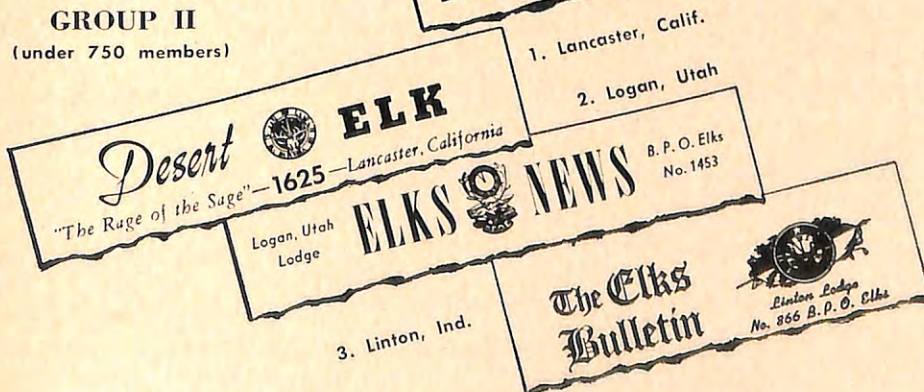 GROUP II
(under 750 members)
1. Lancaster, Calif.
2. Logan, Utah
Desert ELK
"The Rage of the Sage"—1625—Lancaster, California
Logan, Utah
Lodge
ELKS NEWS
B. P. O. Elks
No. 1453
3. Linton, Ind.
The Elks
Bulletin
Linton Lodge
No. 866 B. P. O. Elks